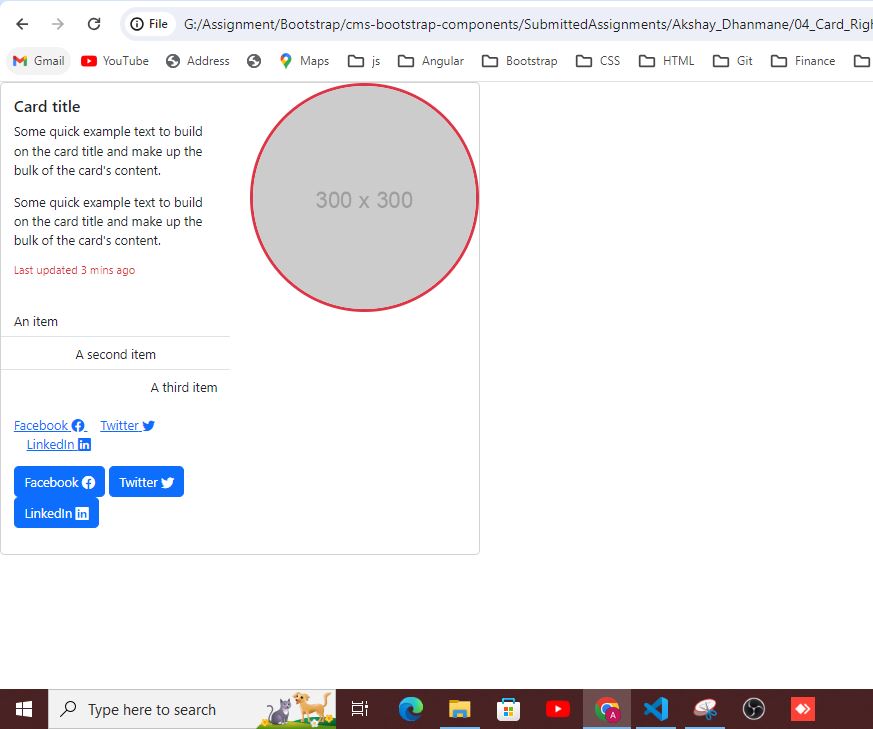 File
G:/Assignment/Bootstrap/cms-bootstrap-components/SubmittedAssignments/Akshay_Dhanmane/04_Card_Righ
Gmail YouTube Address Maps js Angular Bootstrap CSS HTML Git Finance
Card title
Some quick example text to build
on the card title and make up the
bulk of the card's content.
Some quick example text to build
on the card title and make up the
bulk of the card's content.
Last updated 3 mins ago
300 x 300
An item
A second item
A third item
Facebook Twitter
LinkedIn
Facebook Twitter
LinkedIn
Type here to search
A